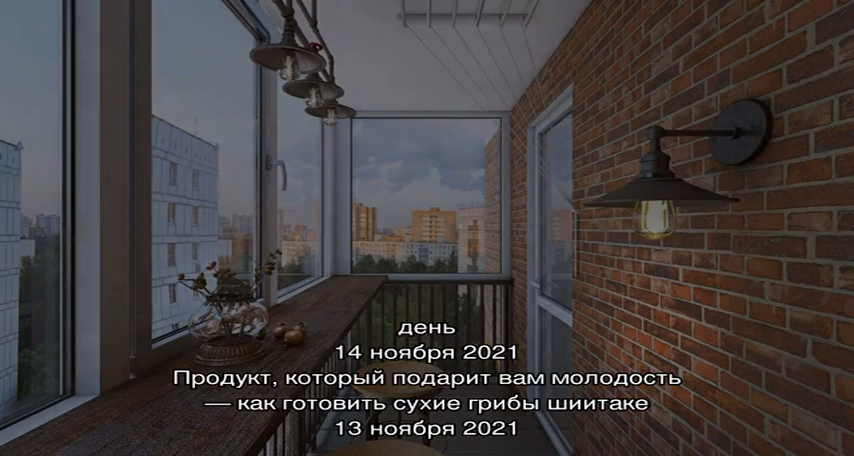 день
14 ноября 2021
Продукт, который подарит вам молодость
— как готовить сухие грибы шиитаке
13 ноября 2021